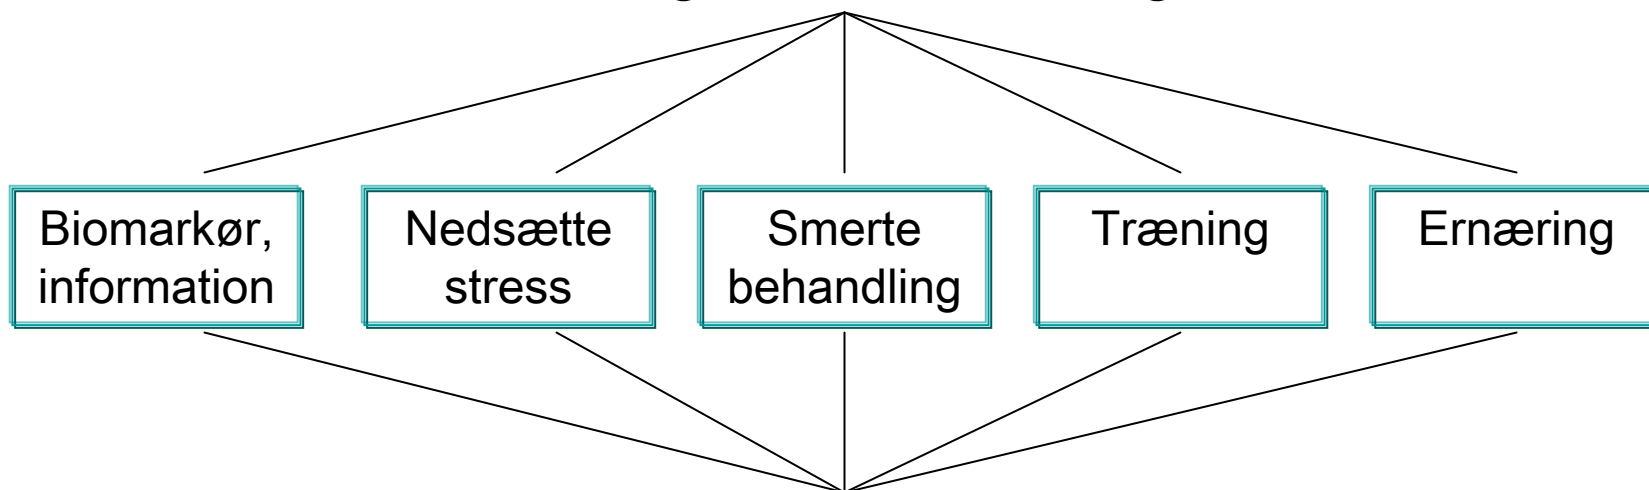 Biomarkør,
information
Nedsætte
stress
Smerte
behandling
Træning
Ernæring